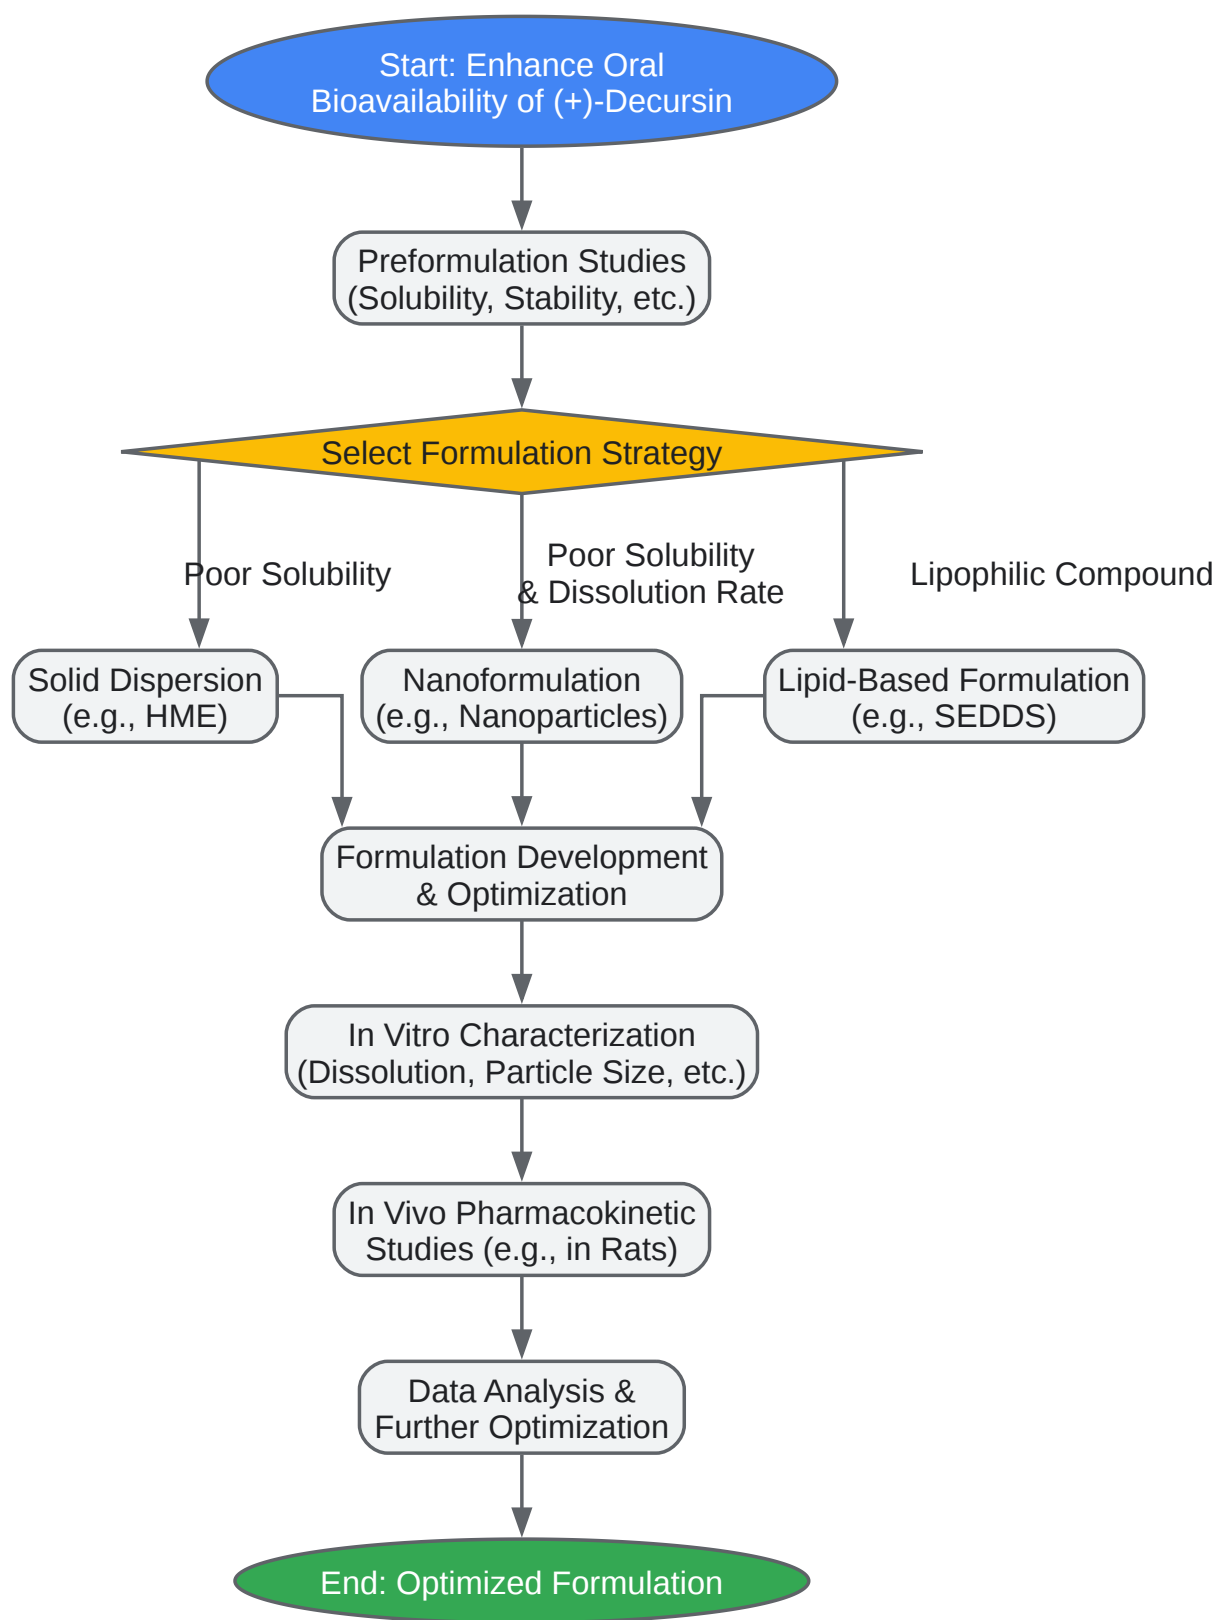 Start: Enhance Oral
Bioavailability of (+)-Decursin
Preformulation Studies
(Solubility, Stability, etc.)
Select Formulation Strategy
Poor Solubility
Poor Solubility
& Dissolution Rate
Lipophilic Compound
Solid Dispersion
(e.g., HME)
Nanoformulation
(e.g., Nanoparticles)
Lipid-Based Formulation
(e.g., SEDDS)
Formulation Development
& Optimization
In Vitro Characterization
(Dissolution, Particle Size, etc.)
In Vivo Pharmacokinetic
Studies (e.g., in Rats)
Data Analysis &
Further Optimization
End: Optimized Formulation